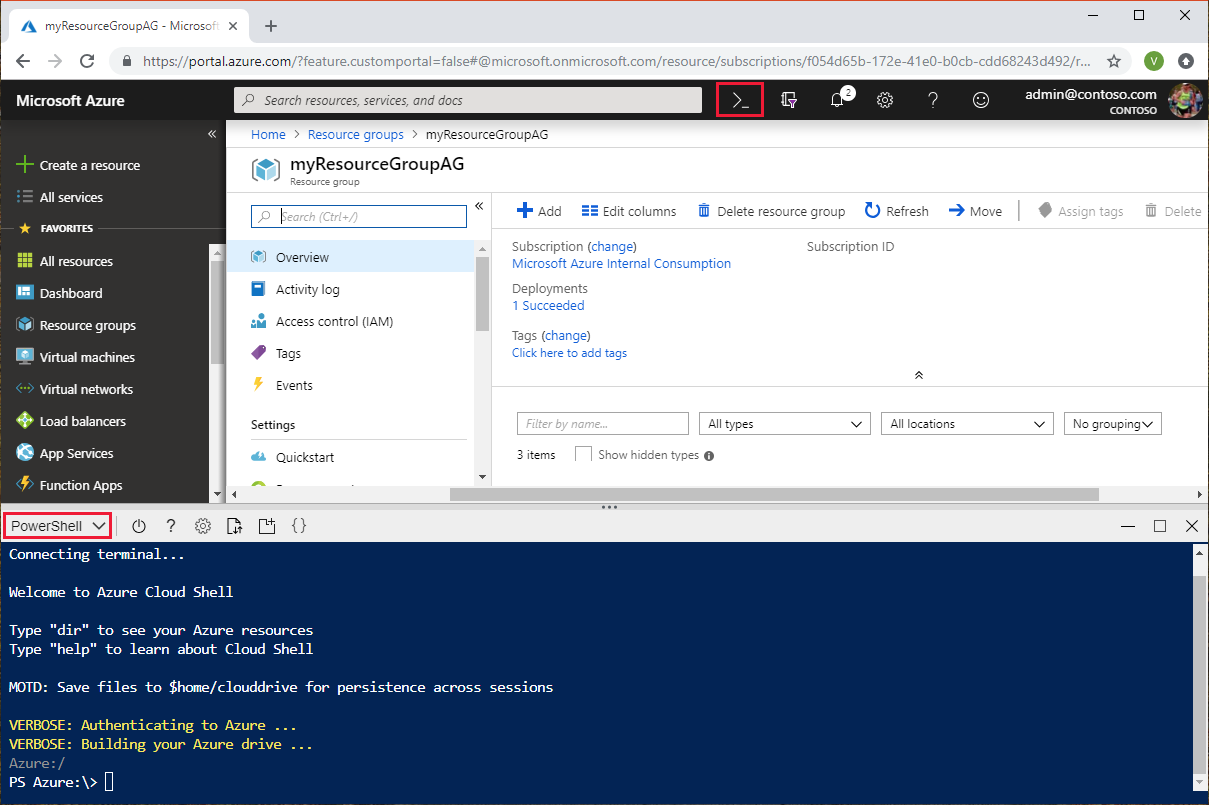 myResourceGroupAG - Microsoft
https://portal.azure.com/?feature.customportal=false#@microsoft.onmicrosoft.com/resource/subscriptions/f054d65b-172e-41e0-b0cb-cdd68243d492/r...
V
Microsoft Azure
Search resources, services, and docs
2
admin@contoso.com
CONTOSO
Create a resource
All services
FAVORITES
All resources
Dashboard
Resource groups
Virtual machines
Virtual networks
Load balancers
App Services
Function Apps
Home > Resource groups > myResourceGroupAG
myResourceGroupAG
Resource group
Search (Ctrl+/)
Overview
Activity log
Access control (IAM)
Tags
Events
Settings
Quickstart
Add Edit columns Delete resource group Refresh Move Assign tags Delete
Subscription (change) Subscription ID
Microsoft Azure Internal Consumption
Deployments
1 Succeeded
Tags (change)
Click here to add tags
Filter by name... All types All locations No grouping
3 items Show hidden types
PowerShell ? {}
Connecting terminal...
Welcome to Azure Cloud Shell
Type "dir" to see your Azure resources
Type "help" to learn about Cloud Shell
MOTD: Save files to $home/clouddrive for persistence across sessions
VERBOSE: Authenticating to Azure ...
VERBOSE: Building your Azure drive ...
Azure:/
PS Azure:\>